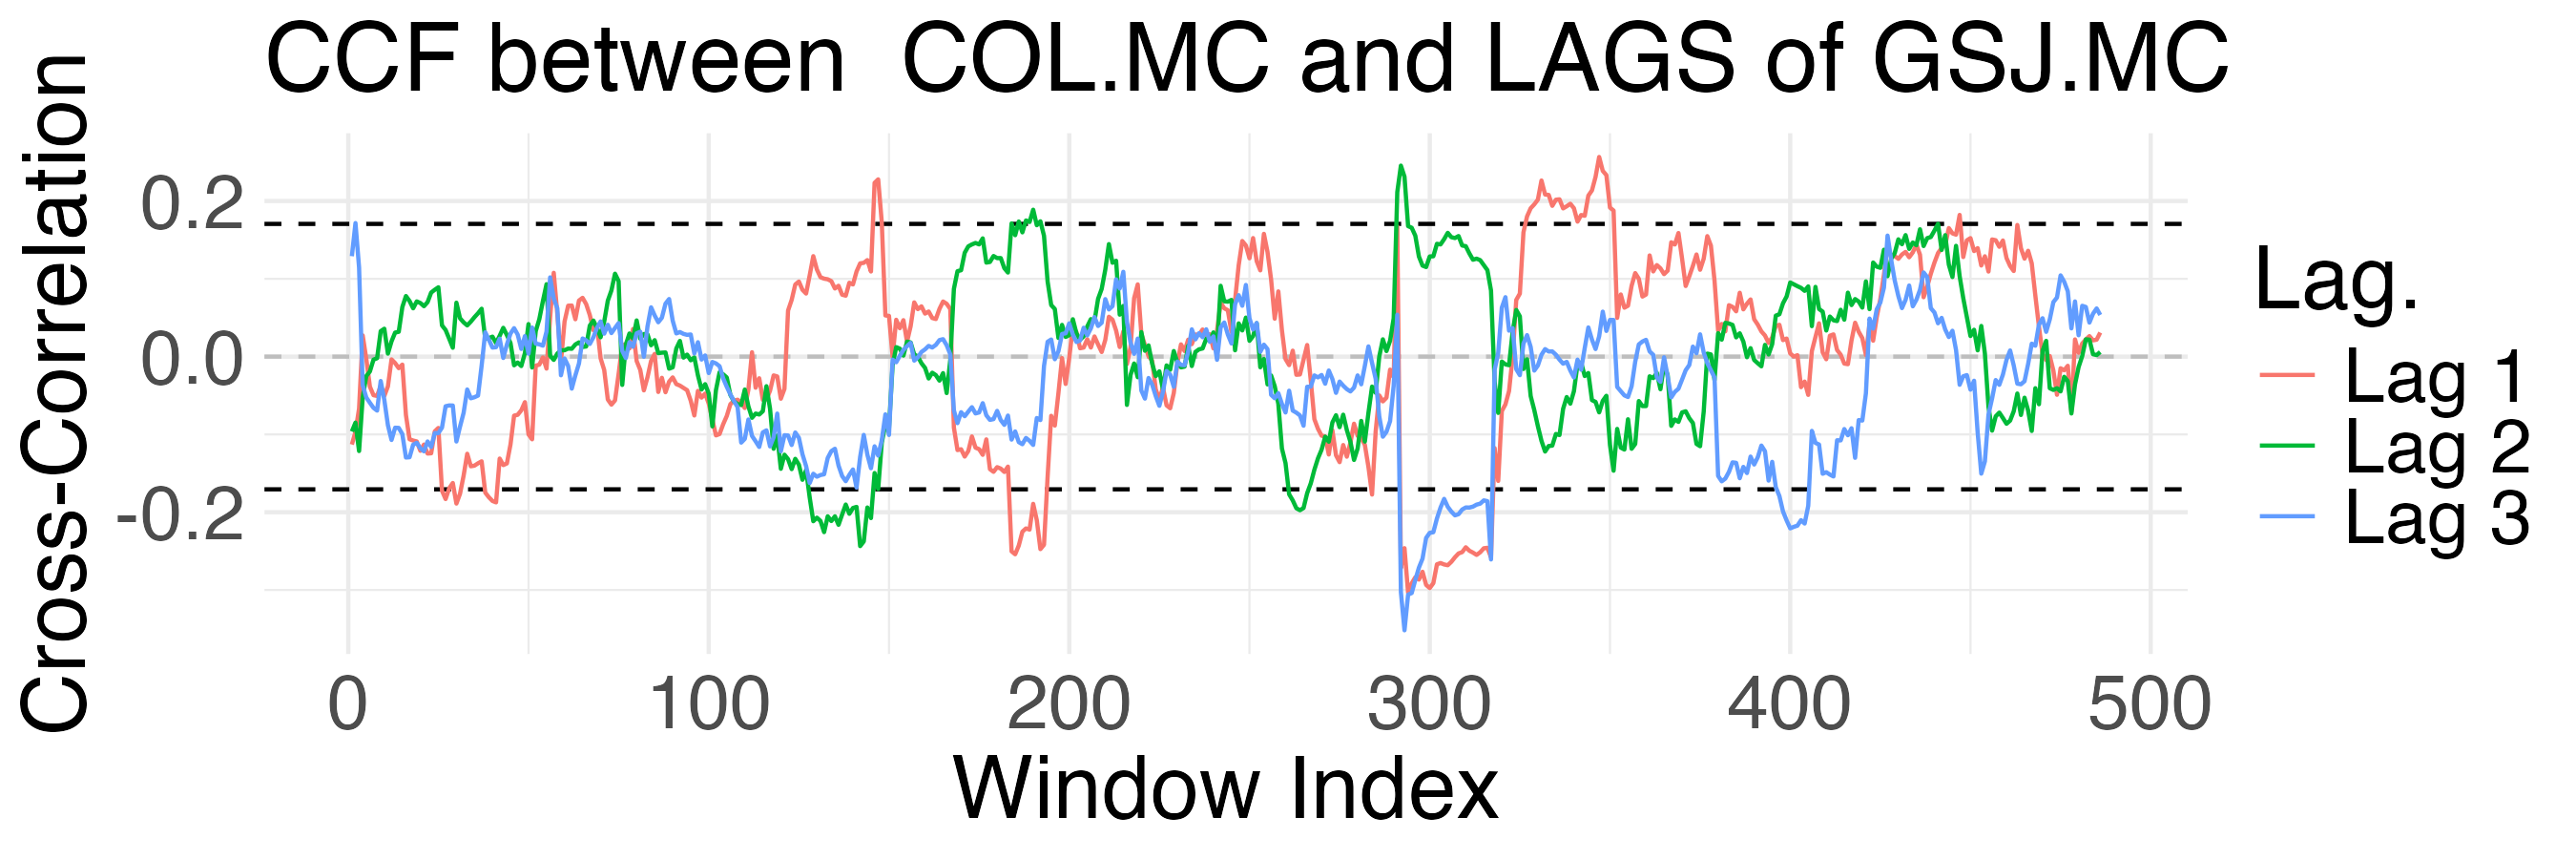 CCF between  COL.MC and LAGS of GSJ.MC
Cross-Correlation
0.2
0.0
-0.2
0 100 200 300 400 500
Window Index
Lag.
Lag 1
Lag 2
Lag 3